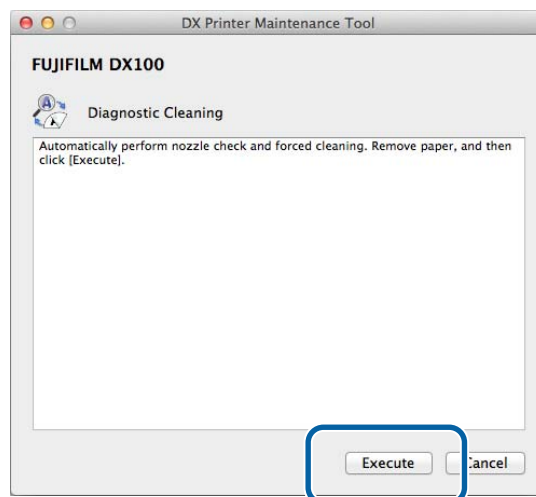 DX Printer Maintenance Tool
FUJIFILM DX100
Diagnostic Cleaning
Automatically perform nozzle check and forced cleaning. Remove paper, and then
click [Execute].
Execute
Cancel